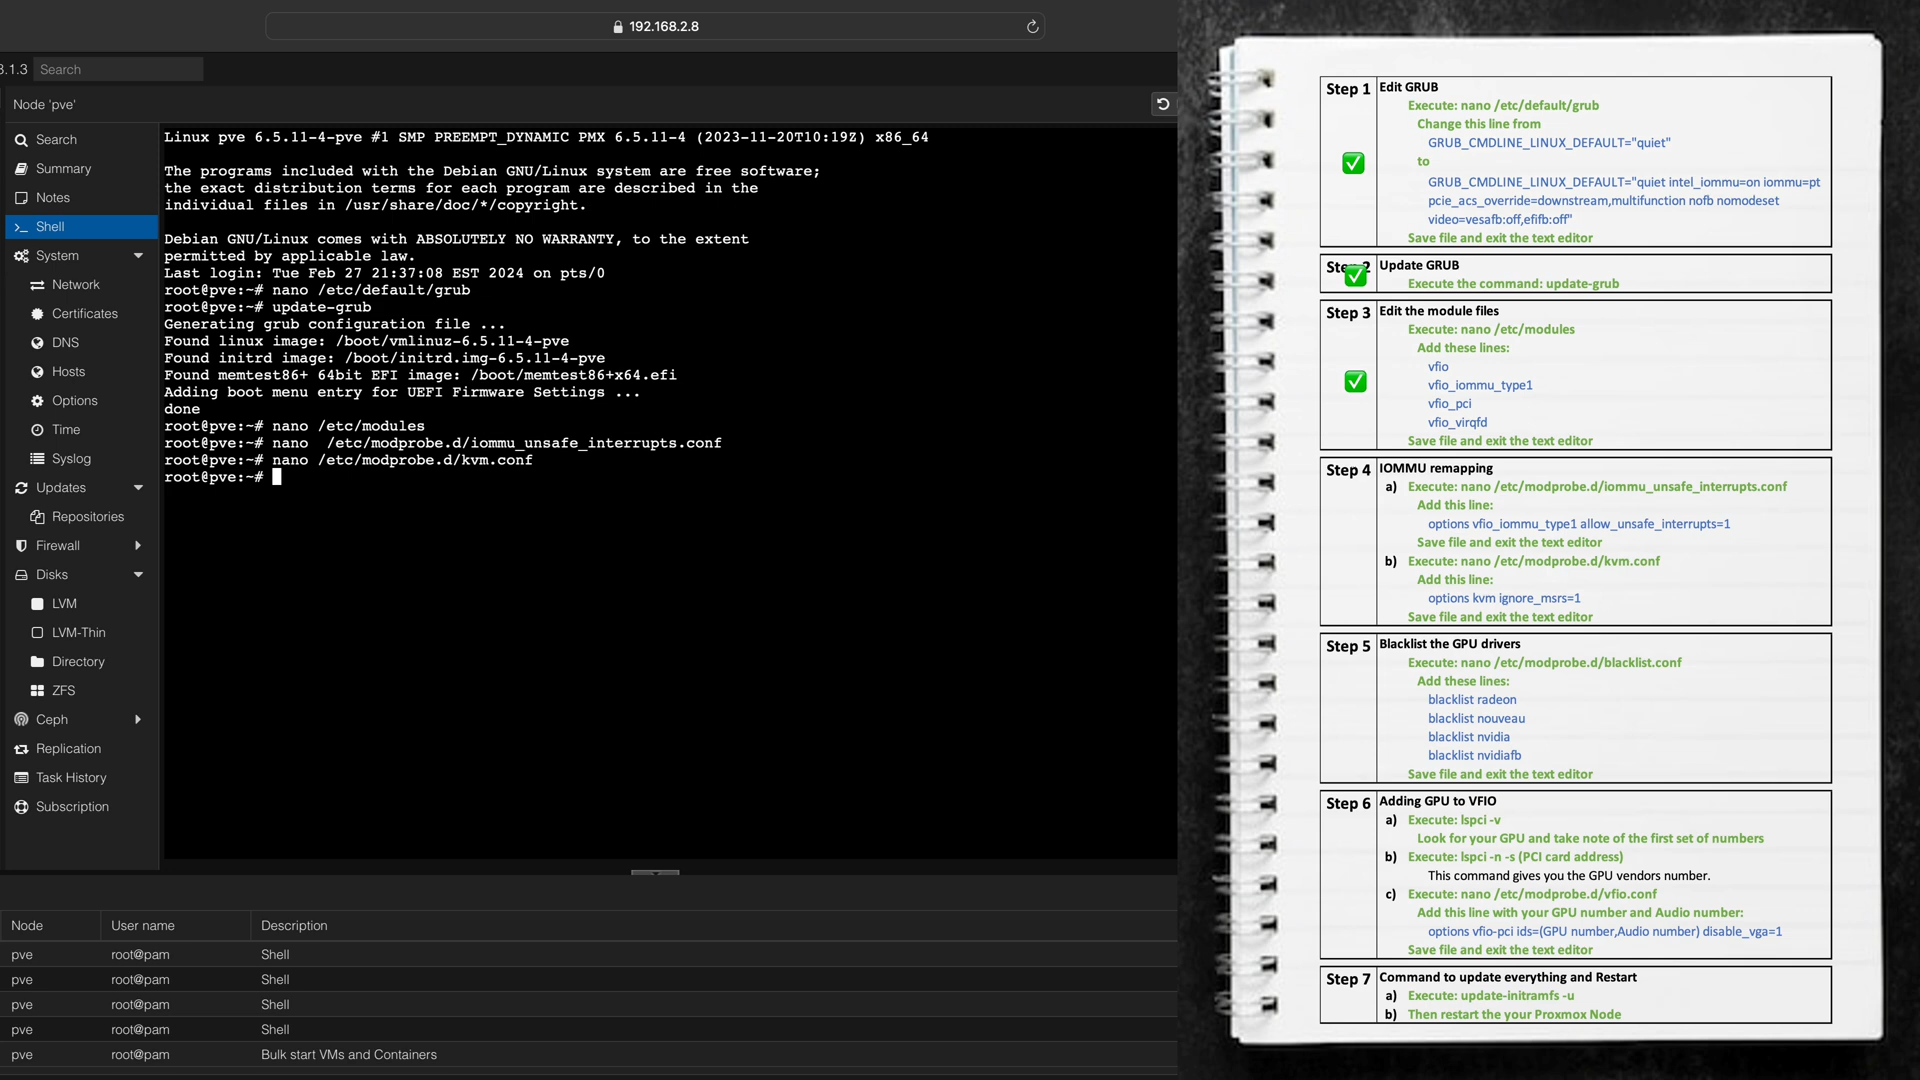 192.168.2.8
3.1.3 Search
Node 'pve'
Search
Summary
Notes
Shell
System
Network
Certificates
DNS
Hosts
Options
Time
Syslog
Updates
Repositories
Firewall
Disks
LVM
LVM-Thin
Directory
ZFS
Ceph
Replication
Task History
Subscription
Linux pve 6.5.11-4-pve #1 SMP PREEMPT_DYNAMIC PMX 6.5.11-4 (2023-11-20T10:19Z) x86_64
The programs included with the Debian GNU/Linux system are free software;
the exact distribution terms for each program are described in the
individual files in /usr/share/doc/*/copyright.
Debian GNU/Linux comes with ABSOLUTELY NO WARRANTY, to the extent
permitted by applicable law.
Last login: Tue Feb 27 21:37:08 EST 2024 on pts/0
root@pve:~# nano /etc/default/grub
root@pve:~# update-grub
Generating grub configuration file ...
Found linux image: /boot/vmlinuz-6.5.11-4-pve
Found initrd image: /boot/initrd.img-6.5.11-4-pve
Found memtest86+ 64bit EFI image: /boot/memtest86+x64.efi
Adding boot menu entry for UEFI Firmware Settings ...
done
root@pve:~# nano /etc/modules
root@pve:~# nano  /etc/modprobe.d/iommu_unsafe_interrupts.conf
root@pve:~# nano /etc/modprobe.d/kvm.conf
root@pve:~#
Node User name Description
pve root@pam Shell
pve root@pam Shell
pve root@pam Shell
pve root@pam Shell
pve root@pam Bulk start VMs and Containers
Step 1 Edit GRUB
Execute: nano /etc/default/grub
Change this line from
GRUB_CMDLINE_LINUX_DEFAULT="quiet"
to
GRUB_CMDLINE_LINUX_DEFAULT="quiet intel_iommu=on iommu=pt
pcie_acs_override=downstream,multifunction nofb nomodeset
video=vesafb:off,efifb:off"
Save file and exit the text editor
Step 2 Update GRUB
Execute the command: update-grub
Step 3 Edit the module files
Execute: nano /etc/modules
Add these lines:
vfio
vfio_iommu_type1
vfio_pci
vfio_virqfd
Save file and exit the text editor
Step 4 IOMMU remapping
a) Execute: nano /etc/modprobe.d/iommu_unsafe_interrupts.conf
Add this line:
options vfio_iommu_type1 allow_unsafe_interrupts=1
Save file and exit the text editor
b) Execute: nano /etc/modprobe.d/kvm.conf
Add this line:
options kvm ignore_msrs=1
Save file and exit the text editor
Step 5 Blacklist the GPU drivers
Execute: nano /etc/modprobe.d/blacklist.conf
Add these lines:
blacklist radeon
blacklist nouveau
blacklist nvidia
blacklist nvidiafb
Save file and exit the text editor
Step 6 Adding GPU to VFIO
a) Execute: lspci -v
Look for your GPU and take note of the first set of numbers
b) Execute: lspci -n -s (PCI card address)
This command gives you the GPU vendors number.
c) Execute: nano /etc/modprobe.d/vfio.conf
Add this line with your GPU number and Audio number:
options vfio-pci ids=(GPU number,Audio number) disable_vga=1
Save file and exit the text editor
Step 7 Command to update everything and Restart
a) Execute: update-initramfs -u
b) Then restart the your Proxmox Node